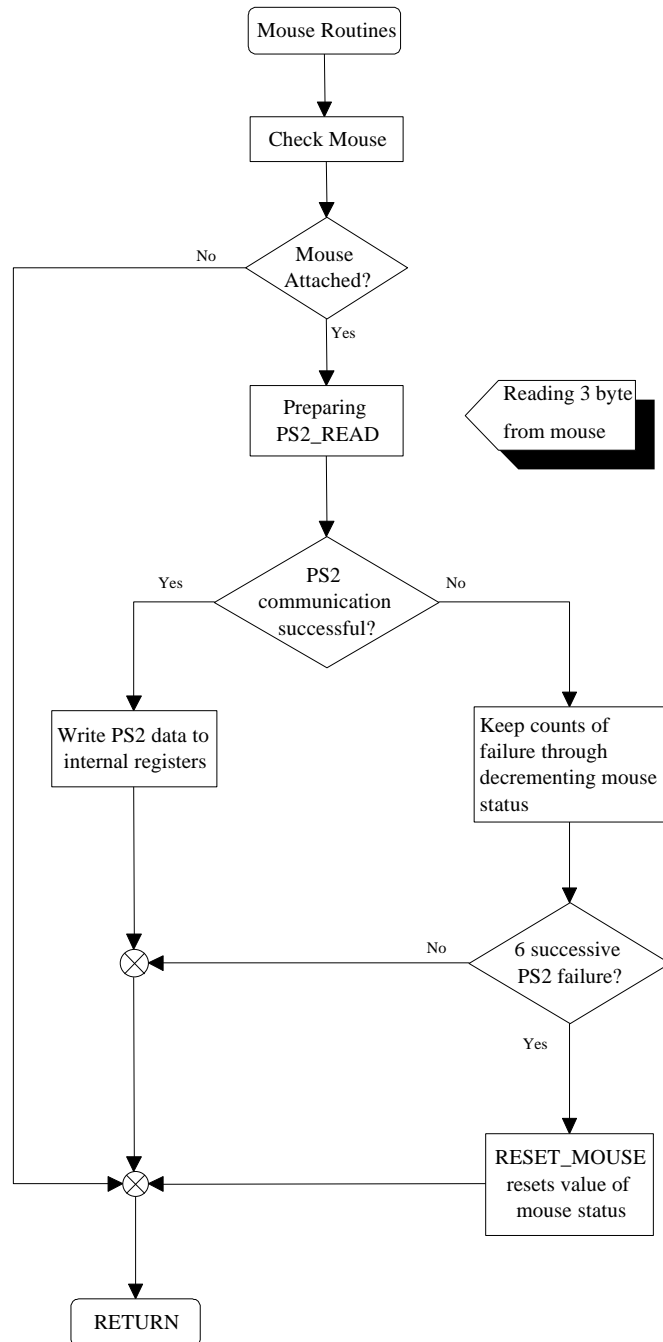 Mouse Routines
Check Mouse
Mouse
Attached?
No
Yes
Preparing
PS2_READ
Reading 3 byte
from mouse
PS2
communication
successful?
Yes
No
Write PS2 data to
internal registers
Keep counts of
failure through
decrementing mouse
status
6 successive
PS2 failure?
No
Yes
RESET_MOUSE
resets value of
mouse status
RETURN